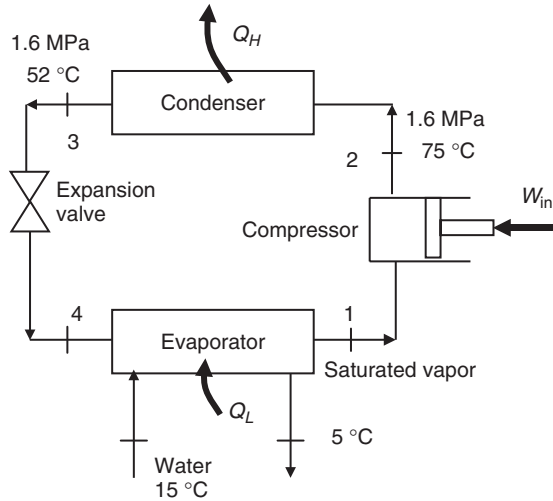 Q_H
1.6 MPa
52 °C
Condenser
1.6 MPa
3
2
75 °C
Expansion
valve
Compressor
W_in
4
Evaporator
1
Saturated vapor
Q_L
5 °C
Water
15 °C